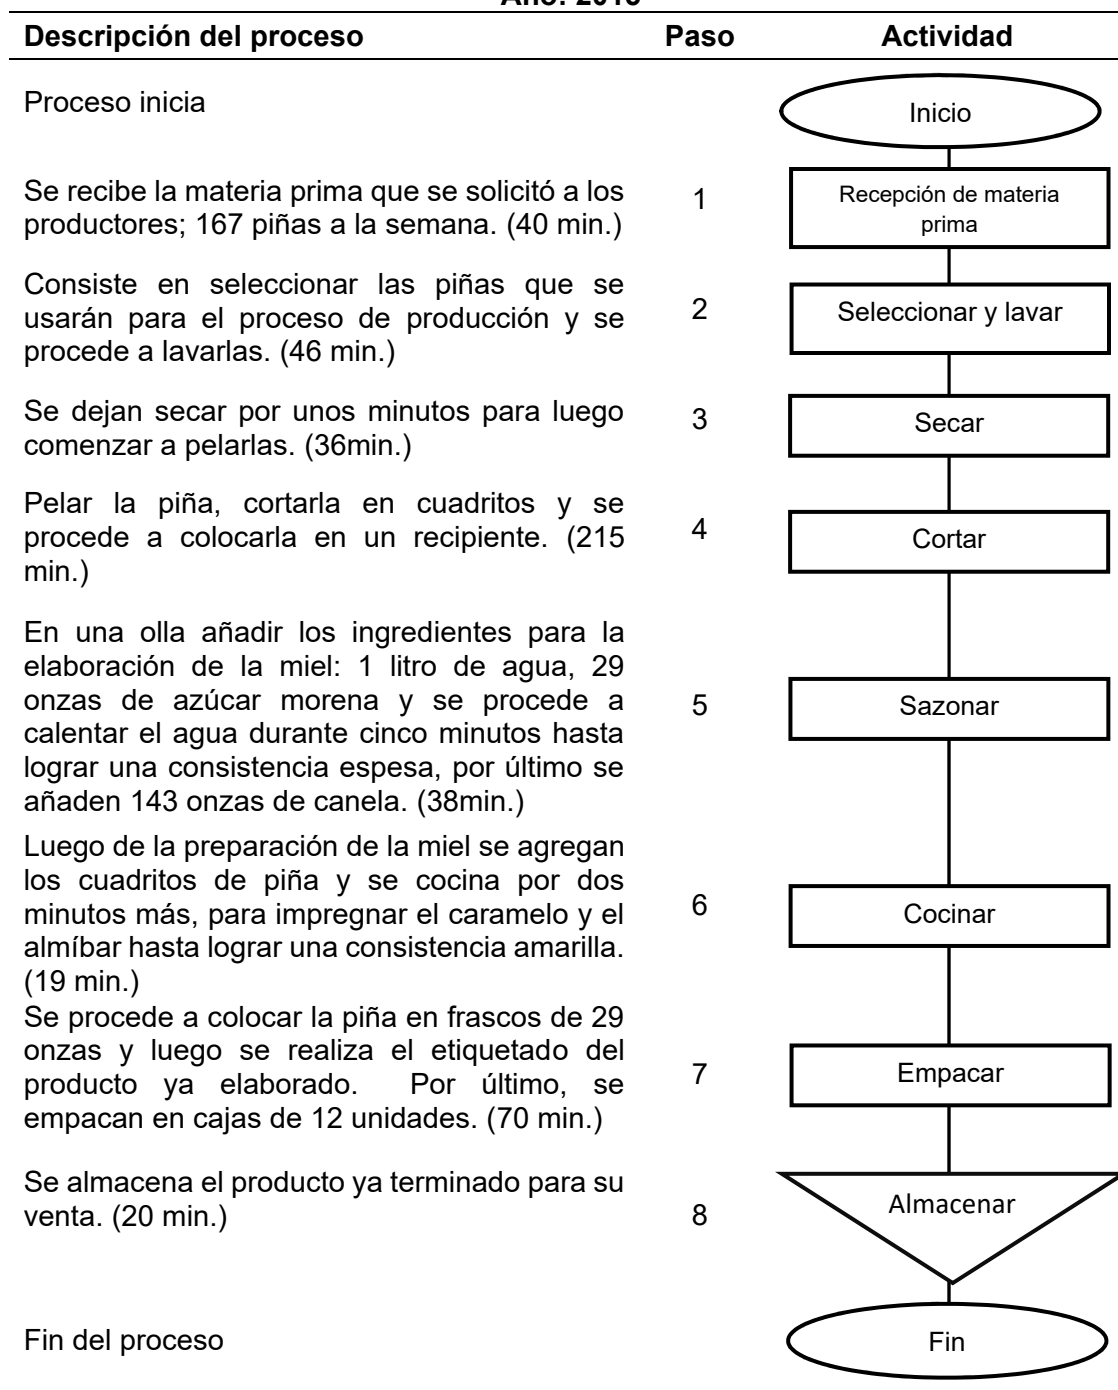 Descripción del proceso Paso Actividad
Proceso inicia
Inicio
Se recibe la materia prima que se solicitó a los
productores; 167 piñas a la semana. (40 min.)
1
Recepción de materia
prima
Consiste en seleccionar las piñas que se
usarán para el proceso de producción y se
procede a lavarlas. (46 min.)
2
Seleccionar y lavar
Se dejan secar por unos minutos para luego
comenzar a pelarlas. (36min.)
3
Secar
Pelar la piña, cortarla en cuadritos y se
procede a colocarla en un recipiente. (215
min.)
4
Cortar
En una olla añadir los ingredientes para la
elaboración de la miel: 1 litro de agua, 29
onzas de azúcar morena y se procede a
calentar el agua durante cinco minutos hasta
lograr una consistencia espesa, por último se
añaden 143 onzas de canela. (38min.)
5
Sazonar
Luego de la preparación de la miel se agregan
los cuadritos de piña y se cocina por dos
minutos más, para impregnar el caramelo y el
almíbar hasta lograr una consistencia amarilla.
(19 min.)
6
Cocinar
Se procede a colocar la piña en frascos de 29
onzas y luego se realiza el etiquetado del
producto ya elaborado. Por último, se
empacan en cajas de 12 unidades. (70 min.)
7
Empacar
Se almacena el producto ya terminado para su
venta. (20 min.)
8
Almacenar
Fin del proceso
Fin